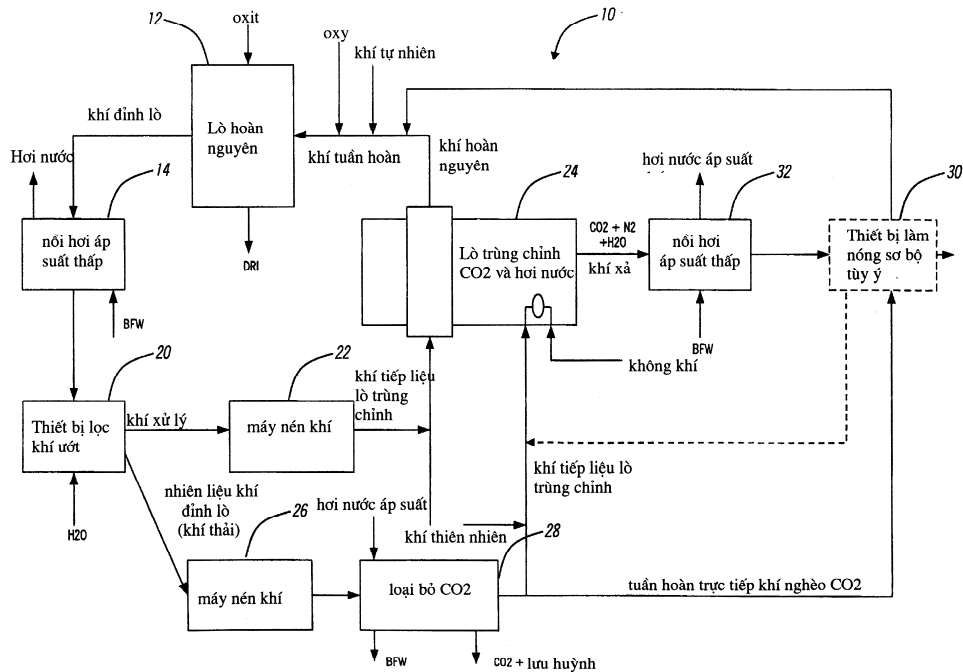 12
oxit
oxy
khí tự nhiên
10
khí đỉnh lò
Lò hoàn
nguyên
khí tuần hoàn
khí hoàn
nguyên
Hơi nước
14
24
hơi nước áp suất
32
30
nồi hơi áp
suất thấp
DRI
Lò trùng chỉnh
CO2 và hơi nước
CO2 + N2
+H2O
khí xả
nồi hơi
áp suất thấp
Thiết bị làm
nóng sơ bộ
tùy ý
BFW
BFW
không khí
20
22
khí tiếp liệu
lò trùng
chỉnh
Thiết bị lọc
khí ướt
khí xử lý
máy nén khí
khí tiếp liệu lò
trùng chỉnh
H2O
nhiên liệu khí
đỉnh lò
(khí thải)
26
hơi nước áp suất
khí thiên nhiên
28
máy nén khí
loại bỏ CO2
tuần hoàn trực tiếp khí nghèo CO2
BFW
CO2 + lưu huỳnh